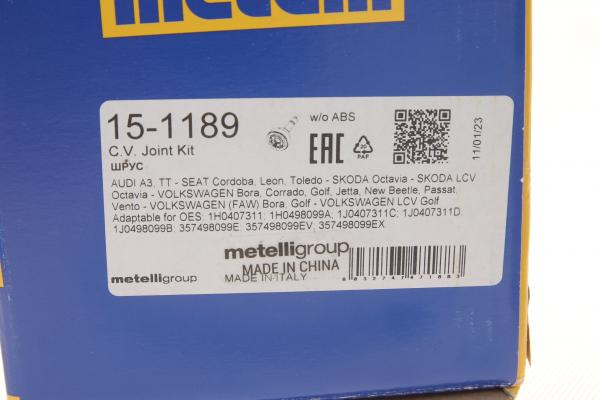 metelli
15-1189
w/o ABS
C.V. Joint Kit
шрус
EAC
20
PAP
11/01/23
AUDI A3, TT - SEAT Cordoba, Leon, Toledo - SKODA Octavia - SKODA LCV
Octavia - VOLKSWAGEN Bora, Corrado, Golf, Jetta, New Beetle, Passat,
Vento - VOLKSWAGEN (FAW) Bora, Golf - VOLKSWAGEN LCV Golf
Adaptable for OES: 1H0407311; 1H0498099A; 1J0407311C; 1J0407311D;
1J0498099B; 357498099E; 357498099EV; 357498099EX
metelligroup
MADE IN CHINA
metelligroup
MADE IN ITALY